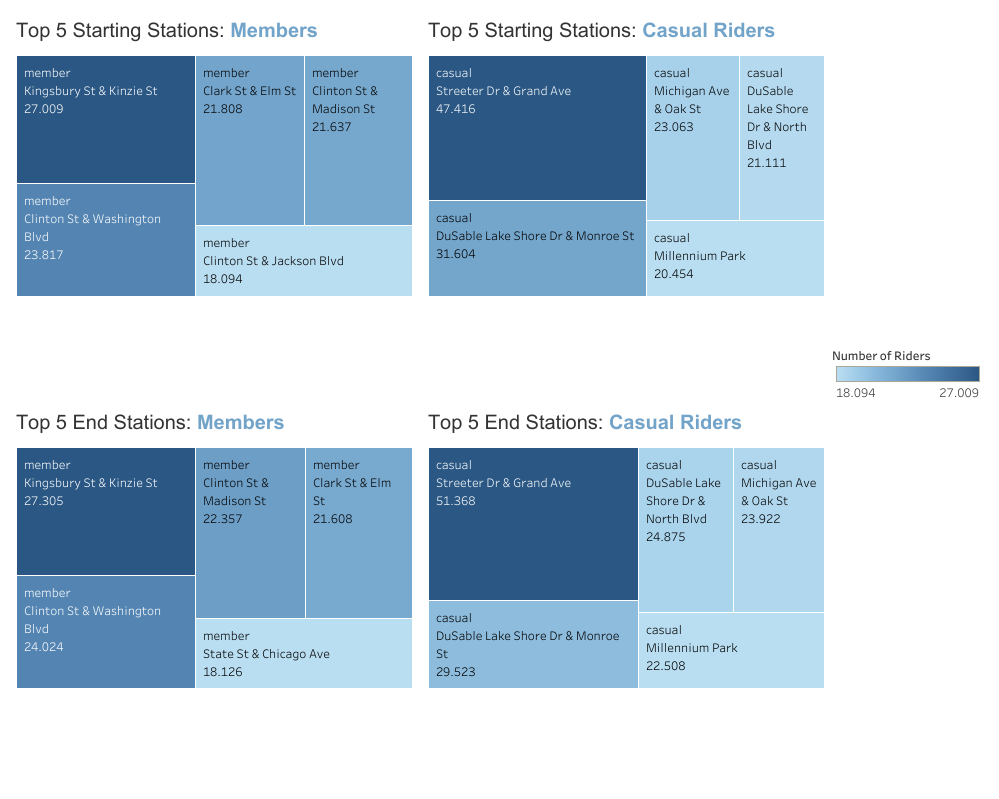 Top 5 Starting Stations: Members
member
Kingsbury St & Kinzie St
27.009
member
Clark St & Elm St
21.808
member
Clinton St &
Madison St
21.637
member
Clinton St & Washington
Blvd
23.817
member
Clinton St & Jackson Blvd
18.094
Top 5 Starting Stations: Casual Riders
casual
Streeter Dr & Grand Ave
47.416
casual
Michigan Ave
& Oak St
23.063
casual
DuSable
Lake Shore
Dr & North
Blvd
21.111
casual
DuSable Lake Shore Dr & Monroe St
31.604
casual
Millennium Park
20.454
Number of Riders
18.094 27.009
Top 5 End Stations: Members
member
Kingsbury St & Kinzie St
27.305
member
Clinton St &
Madison St
22.357
member
Clark St & Elm
St
21.608
member
Clinton St & Washington
Blvd
24.024
member
State St & Chicago Ave
18.126
Top 5 End Stations: Casual Riders
casual
Streeter Dr & Grand Ave
51.368
casual
DuSable Lake
Shore Dr &
North Blvd
24.875
casual
Michigan Ave
& Oak St
23.922
casual
DuSable Lake Shore Dr & Monroe
St
29.523
casual
Millennium Park
22.508